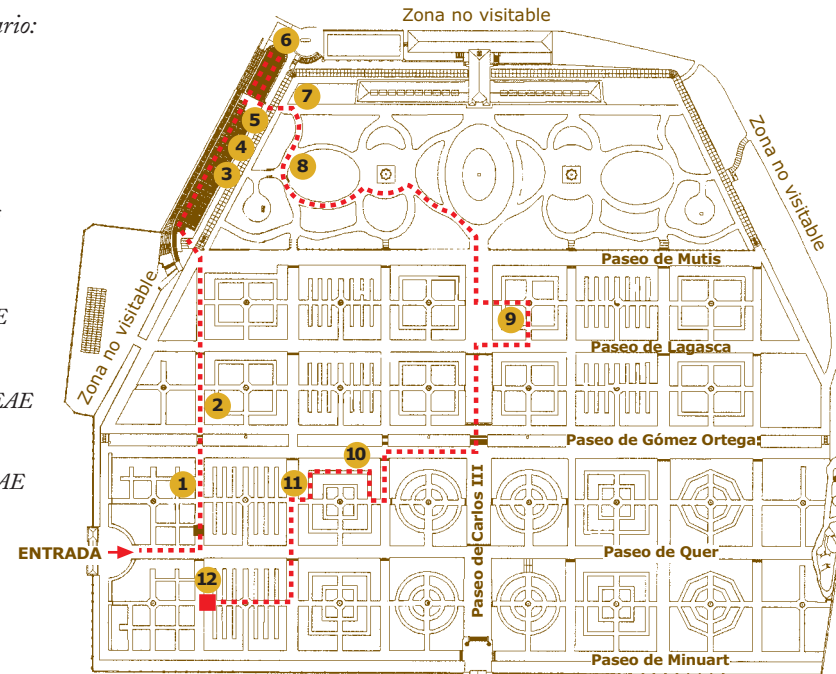 Zona no visitable
ario:
6
7
5
4
3
8
Zona no visitable
Paseo de Mutis
Zona no visitable
9
E
Paseo de Lagasca
EAE
2
10
Paseo de Gómez Ortega
1
11
AE
Paseo de Carlos III
ENTRADA
Paseo de Quer
12
Paseo de Minuart